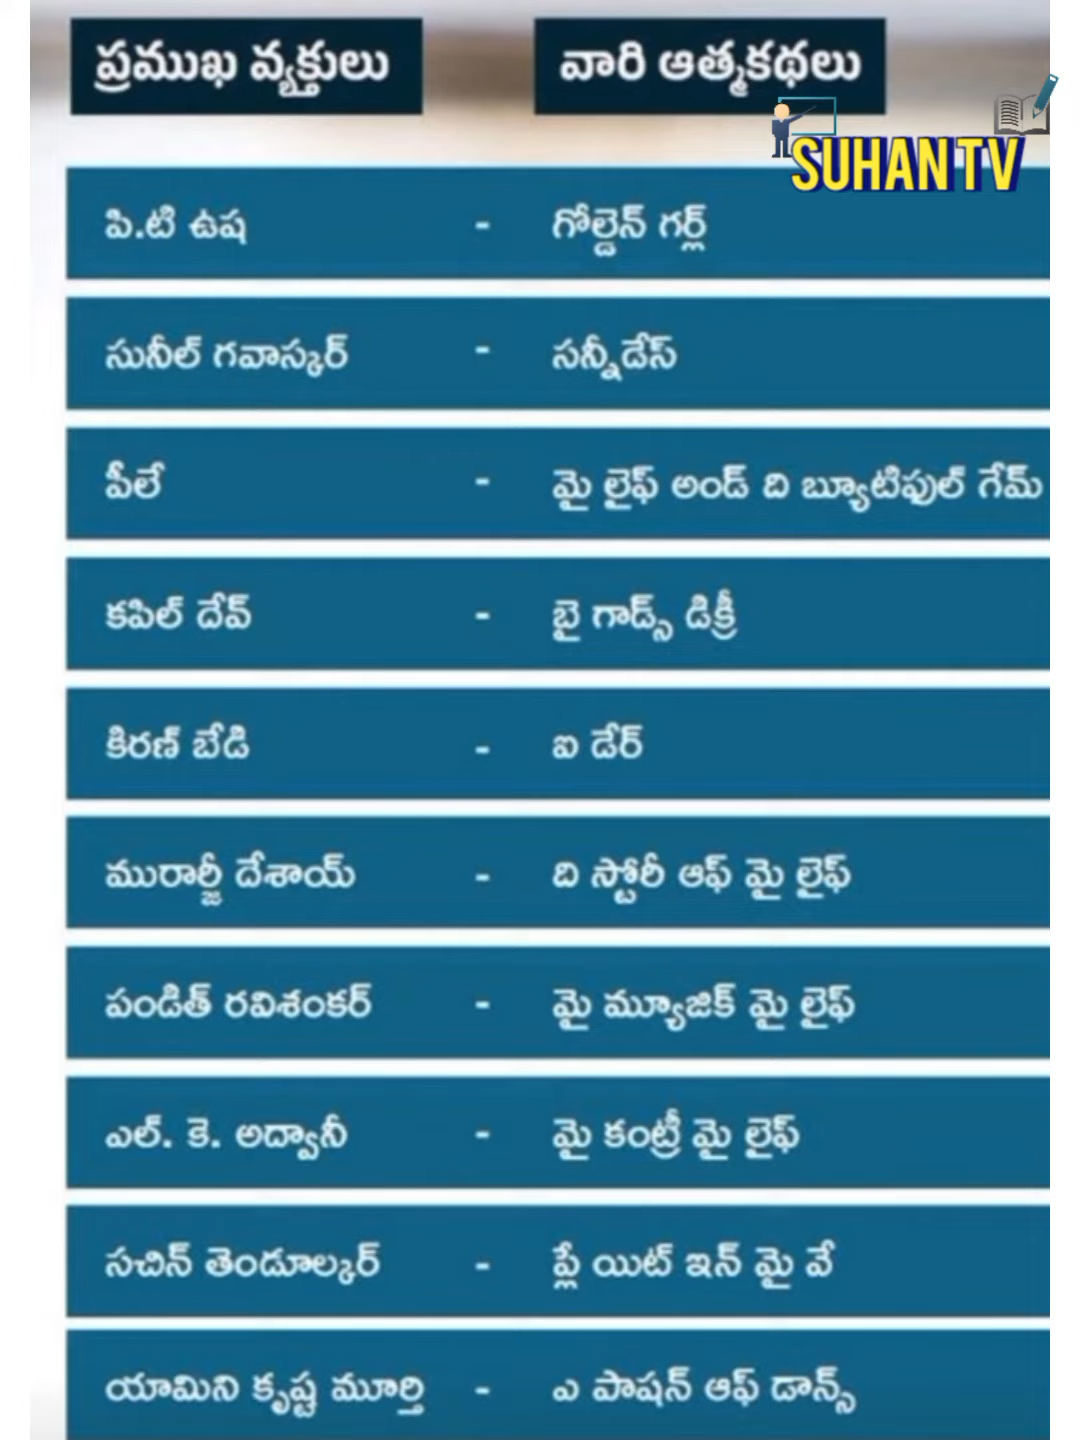 ప్రముఖ వ్యక్తులు వారి ఆత్మకథలు
SUHAN TV
పి.టి ఉష - గోల్డెన్ గర్ల్
సునీల్ గవాస్కర్ - సన్నీడేస్
పీలే - మై లైఫ్ అండ్ ది బ్యూటిఫుల్ గేమ్
కపిల్ దేవ్ - బై గాడ్స్ డిక్రీ
కిరణ్ బేడి - ఐ డేర్
మురార్జీ దేశాయ్ - ది స్టోరీ ఆఫ్ మై లైఫ్
పండిత్ రవిశంకర్ - మై మ్యూజిక్ మై లైఫ్
ఎల్. కె. అద్వానీ - మై కంట్రీ మై లైఫ్
సచిన్ తెండూల్కర్ - ప్లే యిట్ ఇన్ మై వే
యామిని కృష్ణ మూర్తి - ఎ పాషన్ ఆఫ్ డాన్స్